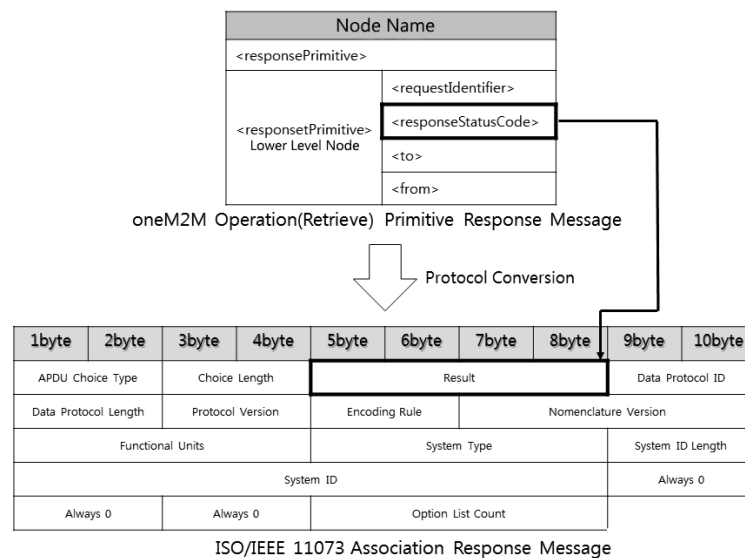 Node Name
<responsePrimitive>
<responsetPrimitive>
Lower Level Node
<requestIdentifier>
<responseStatusCode>
<to>
<from>
oneM2M Operation(Retrieve) Primitive Response Message
Protocol Conversion
1byte 2byte 3byte 4byte 5byte 6byte 7byte 8byte 9byte 10byte
APDU Choice Type Choice Length Result Data Protocol ID
Data Protocol Length Protocol Version Encoding Rule Nomenclature Version
Functional Units System Type System ID Length
System ID Always 0
Always 0 Always 0 Option List Count
ISO/IEEE 11073 Association Response Message